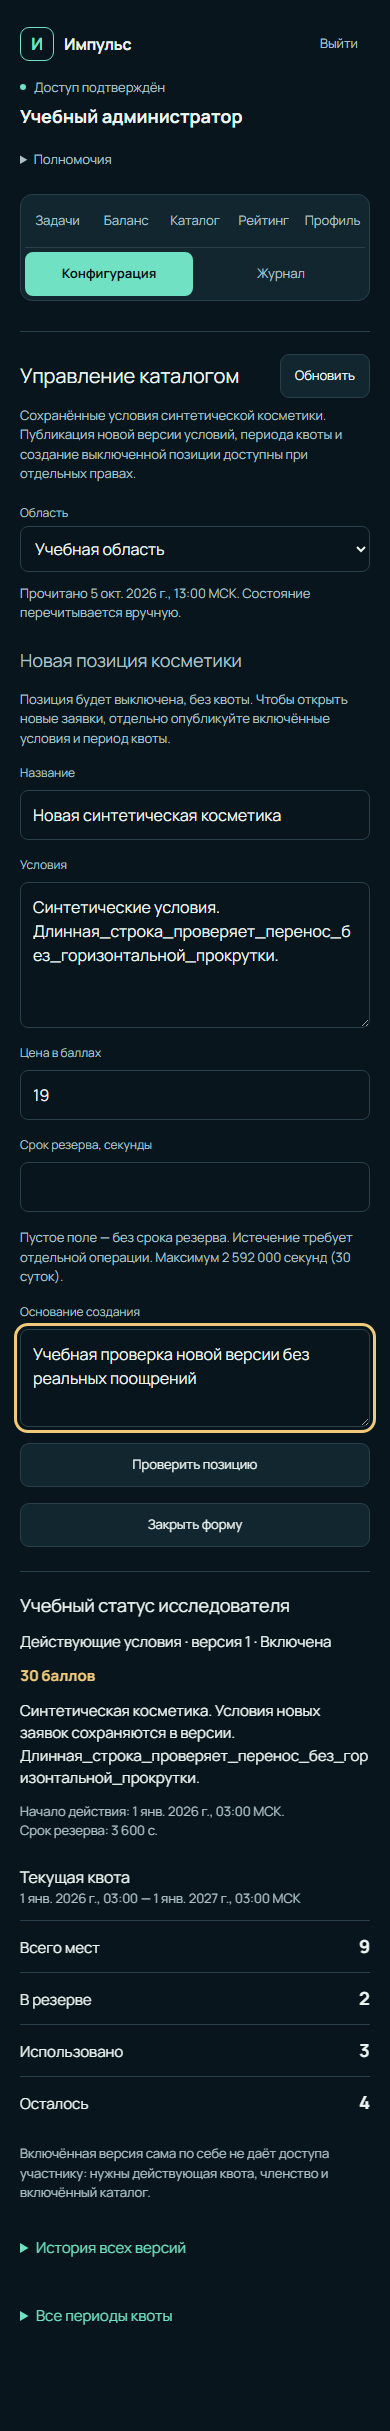 И Импульс Выйти
Доступ подтверждён
Учебный администратор
Полномочия
Задачи Баланс Каталог Рейтинг Профиль
Конфигурация Журнал
Управление каталогом Обновить
Сохранённые условия синтетической косметики.
Публикация новой версии условий, периода квоты и
создание выключенной позиции доступны при
отдельных правах.
Область
Учебная область
Прочитано 5 окт. 2026 г., 13:00 МСК. Состояние
перечитывается вручную.
Новая позиция косметики
Позиция будет выключена, без квоты. Чтобы открыть
новые заявки, отдельно опубликуйте включённые
условия и период квоты.
Название
Новая синтетическая косметика
Условия
Синтетические условия.
Длинная_строка_проверяет_перенос_б
ез_горизонтальной_прокрутки.
Цена в баллах
19
Срок резерва, секунды
Пустое поле — без срока резерва. Истечение требует
отдельной операции. Максимум 2 592 000 секунд (30
суток).
Основание создания
Учебная проверка новой версии без
реальных поощрений
Проверить позицию
Закрыть форму
Учебный статус исследователя
Действующие условия · версия 1 · Включена
30 баллов
Синтетическая косметика. Условия новых
заявок сохраняются в версии.
Длинная_строка_проверяет_перенос_без_гор
изонтальной_прокрутки.
Начало действия: 1 янв. 2026 г., 03:00 МСК.
Срок резерва: 3 600 с.
Текущая квота
1 янв. 2026 г., 03:00 — 1 янв. 2027 г., 03:00 МСК
Всего мест 9
В резерве 2
Использовано 3
Осталось 4
Включённая версия сама по себе не даёт доступа
участнику: нужны действующая квота, членство и
включённый каталог.
История всех версий
Все периоды квоты